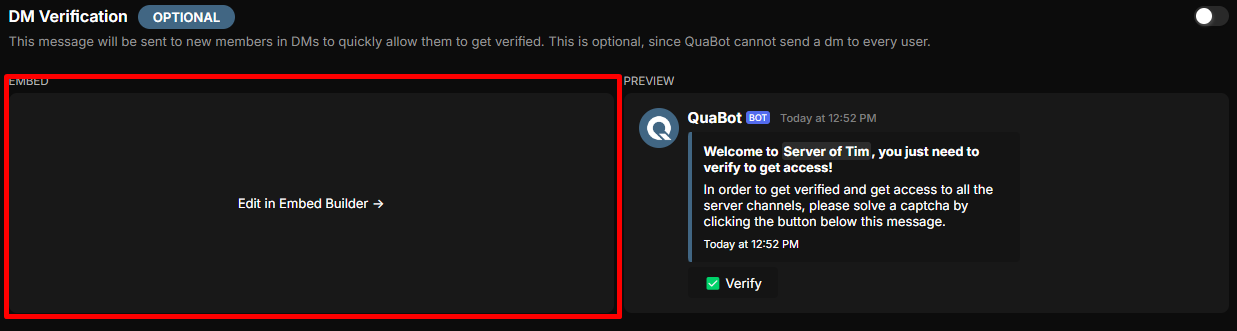 DM Verification OPTIONAL
This message will be sent to new members in DMs to quickly allow them to get verified. This is optional, since QuaBot cannot send a dm to every user.
EMBED
Edit in Embed Builder →
PREVIEW
QuaBot BOT Today at 12:52 PM
Welcome to Server of Tim, you just need to
verify to get access!
In order to get verified and get access to all the
server channels, please solve a captcha by
clicking the button below this message.
Today at 12:52 PM
✅ Verify